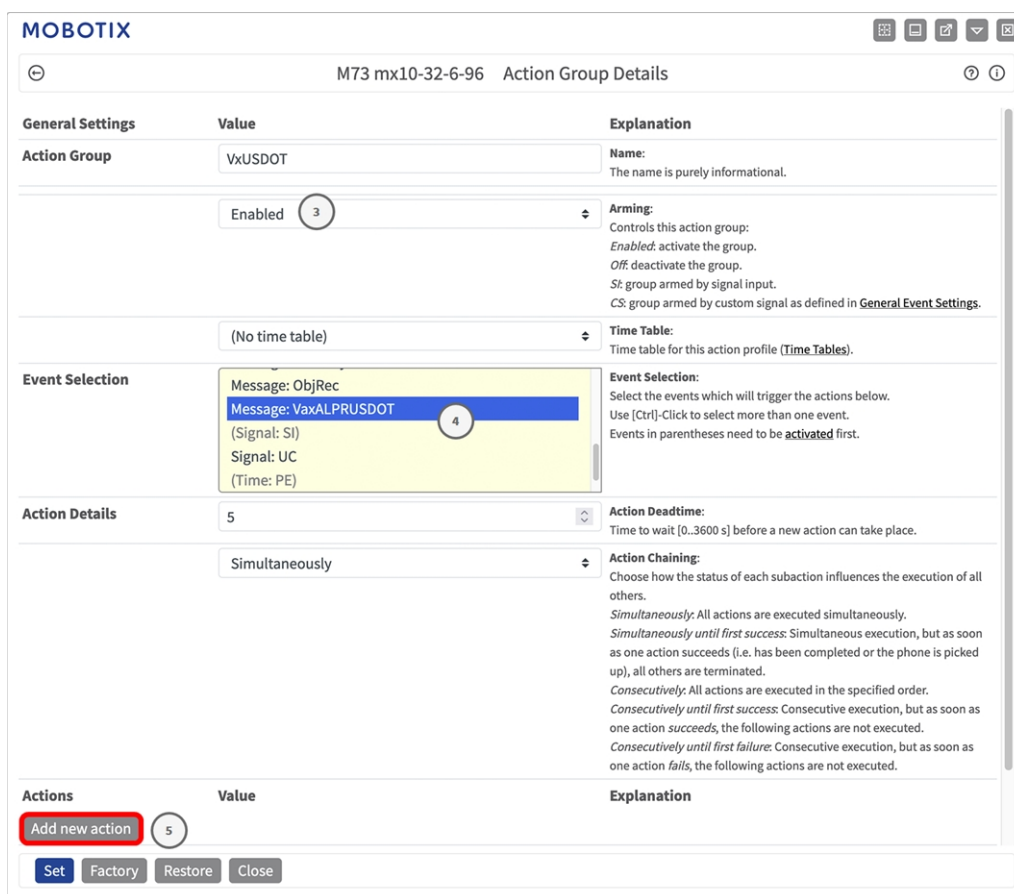 MOBOTIX
M73 mx10-32-6-96 Action Group Details
General Settings Value Explanation
Action Group VxUSDOT Name:
The name is purely informational.
Enabled 3 Arming:
Controls this action group:
Enabled: activate the group.
Off: deactivate the group.
SI: group armed by signal input.
CS: group armed by custom signal as defined in General Event Settings.
(No time table) Time Table:
Time table for this action profile (Time Tables).
Event Selection Event Selection:
Message: ObjRec Select the events which will trigger the actions below.
Message: VaxALPRUSDOT 4 Use [Ctrl]-Click to select more than one event.
(Signal: SI) Events in parentheses need to be activated first.
Signal: UC
(Time: PE)
Action Details 5 Action Deadtime:
Time to wait [0..3600 s] before a new action can take place.
Simultaneously Action Chaining:
Choose how the status of each subaction influences the execution of all
others.
Simultaneously: All actions are executed simultaneously.
Simultaneously until first success: Simultaneous execution, but as soon
as one action succeeds (i.e. has been completed or the phone is picked
up), all others are terminated.
Consecutively: All actions are executed in the specified order.
Consecutively until first success: Consecutive execution, but as soon as
one action succeeds, the following actions are not executed.
Consecutively until first failure: Consecutive execution, but as soon as
one action fails, the following actions are not executed.
Actions Value Explanation
Add new action 5
Set Factory Restore Close